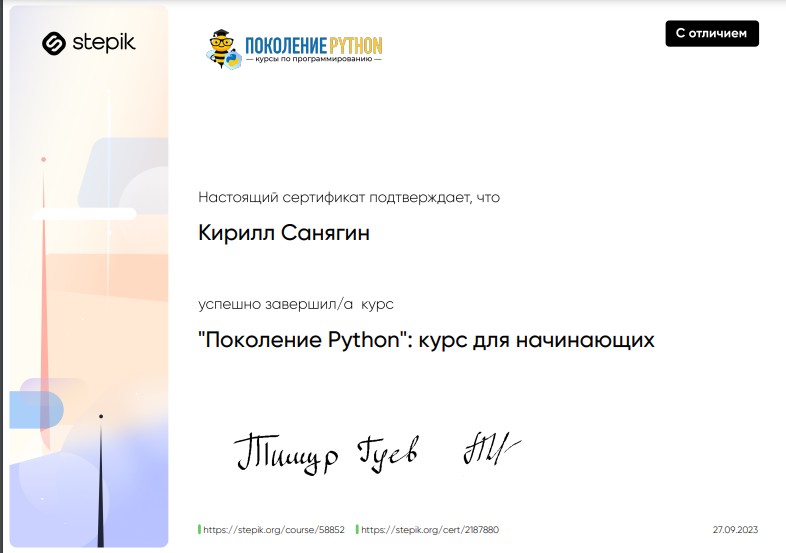 stepik
ПОКОЛЕНИЕ PYTHON
— курсы по программированию —
С отличием
Настоящий сертификат подтверждает, что
Кирилл Санягин
успешно завершил/а курс
"Поколение Python": курс для начинающих
Тимур Гуев
https://stepik.org/course/58852 https://stepik.org/cert/2187880
27.09.2023